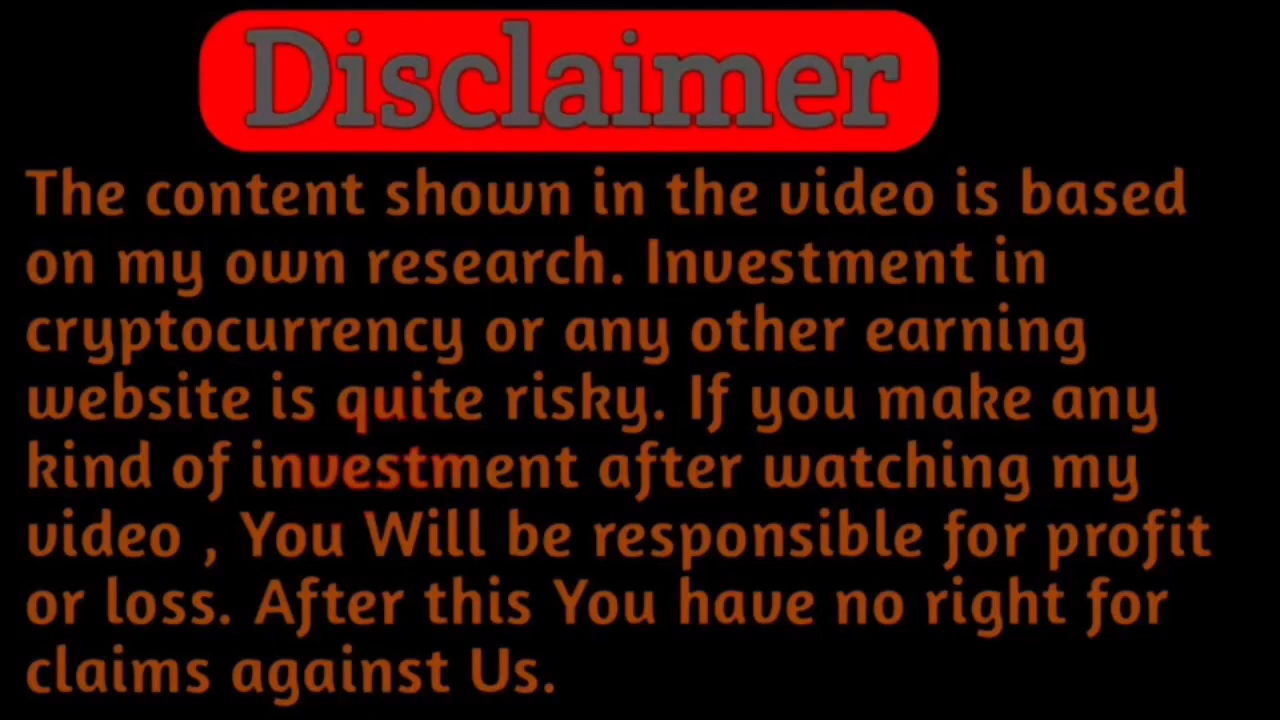 Disclaimer
The content shown in the video is based
on my own research. Investment in
cryptocurrency or any other earning
website is quite risky. If you make any
kind of investment after watching my
video , You Will be responsible for profit
or loss. After this You have no right for
claims against Us.